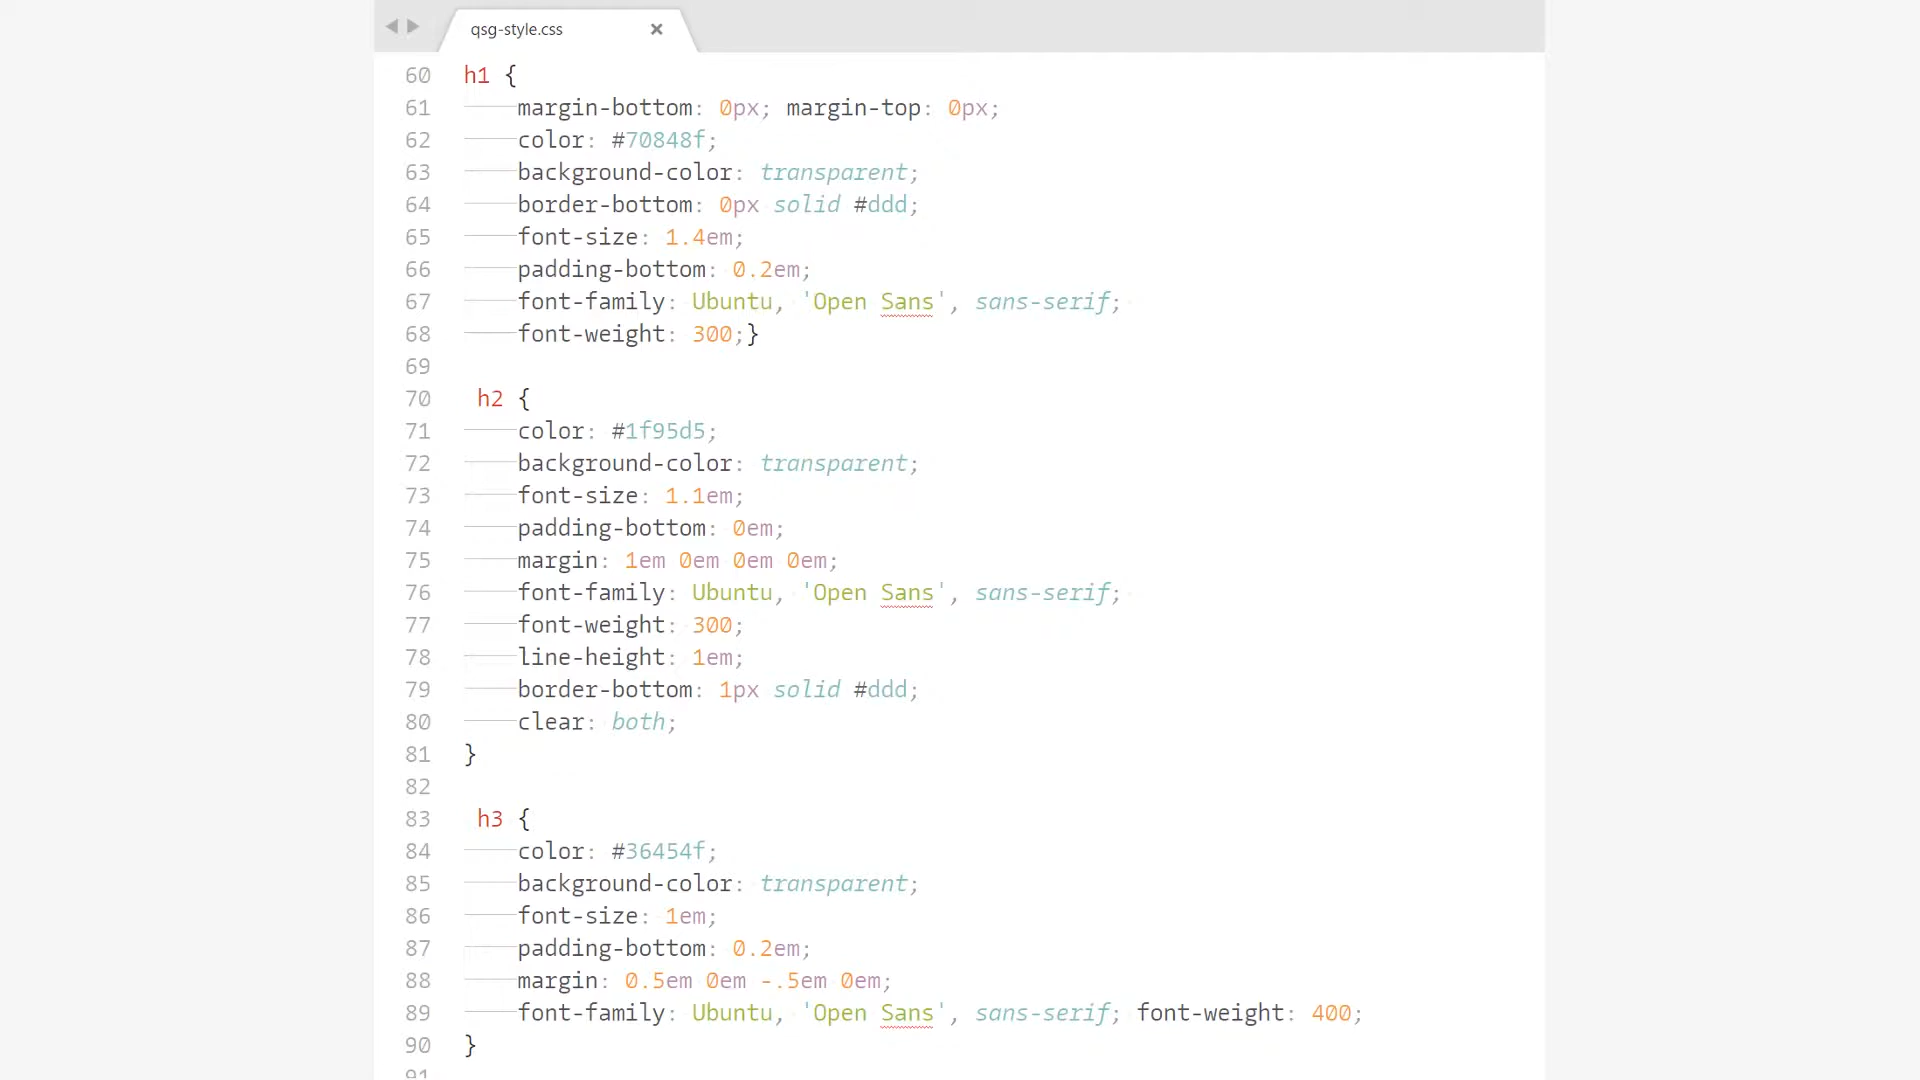 qsg-style.css
60 h1 {
61 margin-bottom: 0px; margin-top: 0px;
62 color: #70848f;
63 background-color: transparent;
64 border-bottom: 0px solid #ddd;
65 font-size: 1.4em;
66 padding-bottom: 0.2em;
67 font-family: Ubuntu, 'Open Sans', sans-serif;
68 font-weight: 300;}
69
70 h2 {
71 color: #1f95d5;
72 background-color: transparent;
73 font-size: 1.1em;
74 padding-bottom: 0em;
75 margin: 1em 0em 0em 0em;
76 font-family: Ubuntu, 'Open Sans', sans-serif;
77 font-weight: 300;
78 line-height: 1em;
79 border-bottom: 1px solid #ddd;
80 clear: both;
81 }
82
83 h3 {
84 color: #36454f;
85 background-color: transparent;
86 font-size: 1em;
87 padding-bottom: 0.2em;
88 margin: 0.5em 0em -.5em 0em;
89 font-family: Ubuntu, 'Open Sans', sans-serif; font-weight: 400;
90 }
91